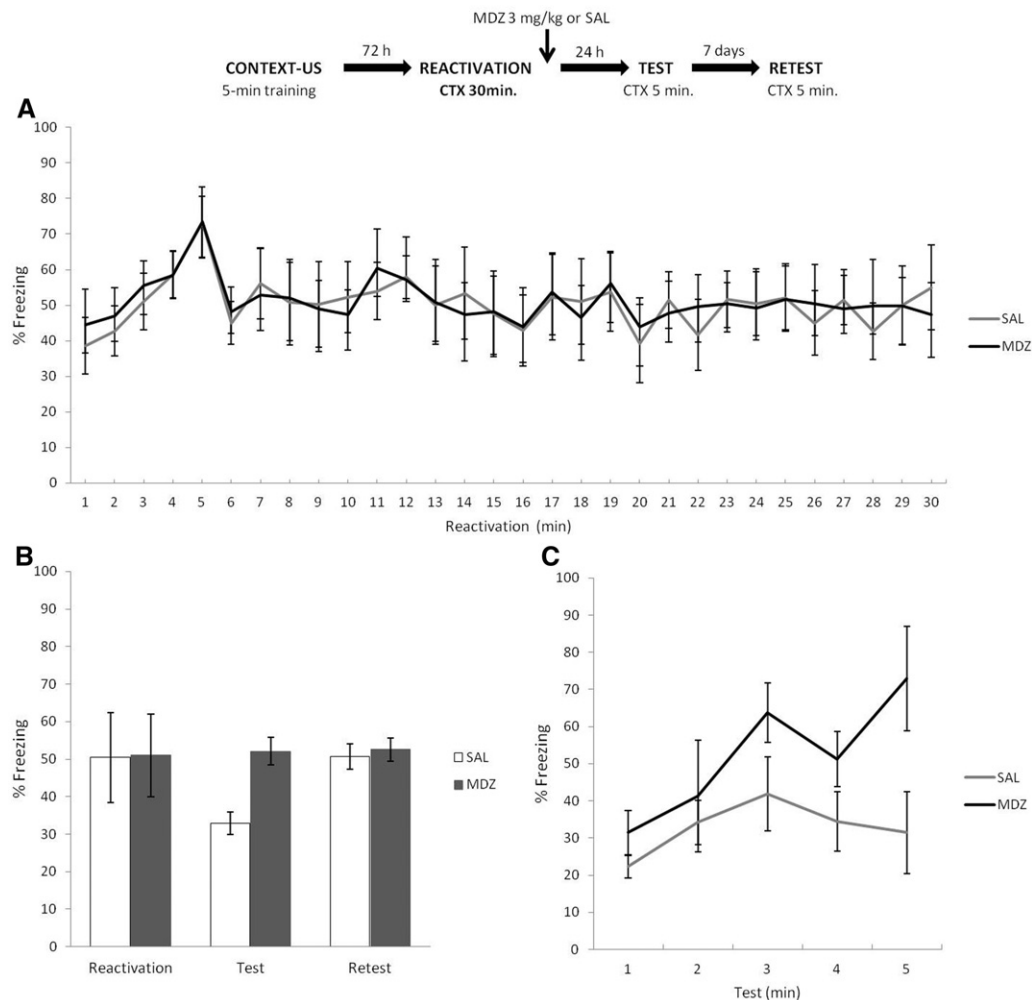 MDZ 3 mg/kg or SAL
72 h 24 h 7 days
CONTEXT-US REACTIVATION TEST RETEST
5-min training CTX 30min. CTX 5 min. CTX 5 min.
A
100
90
80
70
60
50
40
30
20
10
0
% Freezing
SAL
MDZ
1 2 3 4 5 6 7 8 9 10 11 12 13 14 15 16 17 18 19 20 21 22 23 24 25 26 27 28 29 30
Reactivation (min)
B
100
90
80
70
60
50
40
30
20
10
0
% Freezing
SAL
MDZ
Reactivation Test Retest
C
100
90
80
70
60
50
40
30
20
10
0
% Freezing
SAL
MDZ
1 2 3 4 5
Test (min)